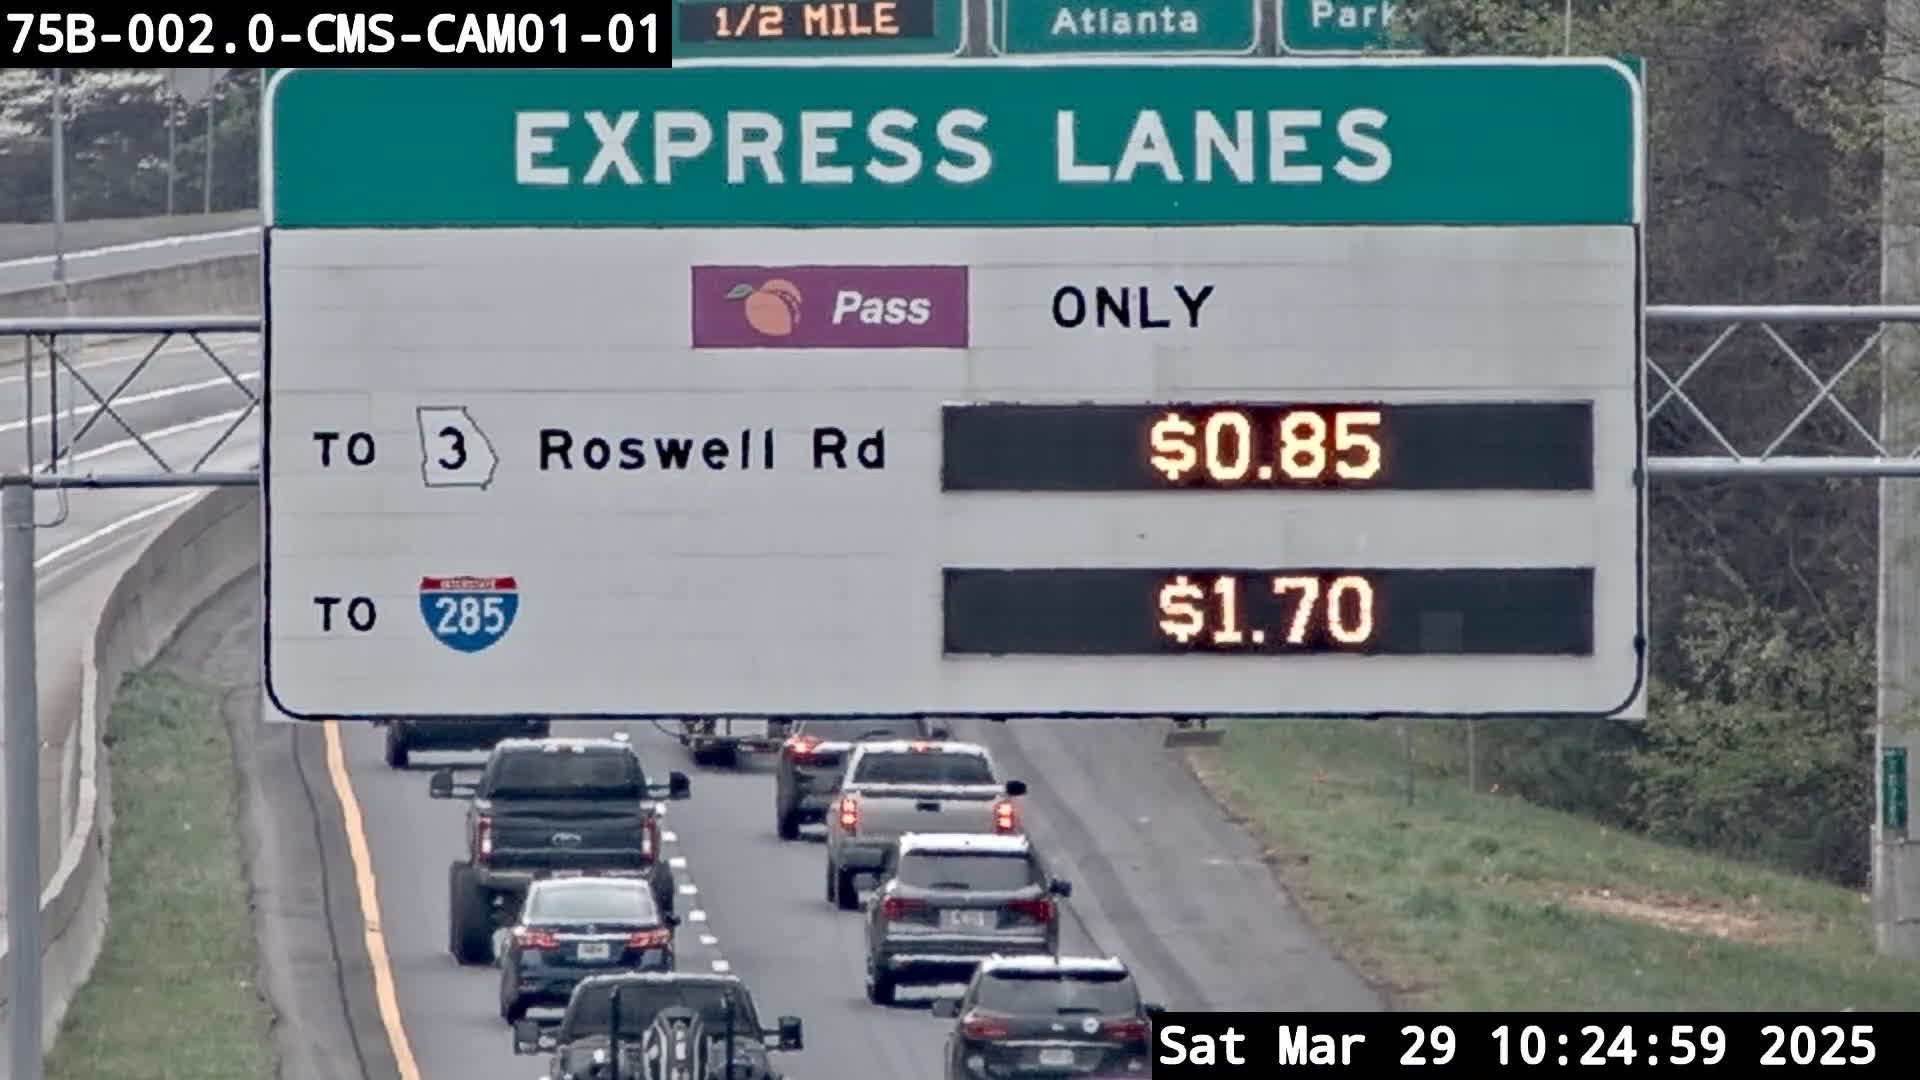 75B-002.0-CMS-CAM01-01
1/2 MILE
Atlanta
EXPRESS LANES
Pass ONLY
TO 3 Roswell Rd $0.85
TO 285 $1.70
Sat Mar 29 10:24:59 2025